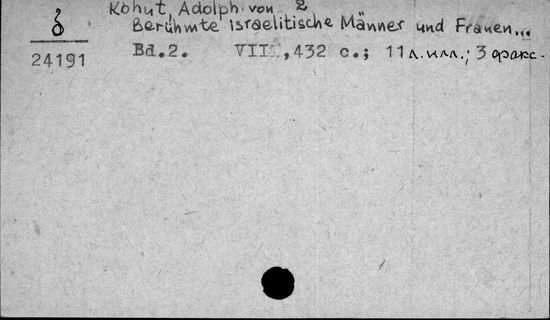 Kohut, Adolph von 2
Berühmte israelitische Männer und Frauen...
24191
Bd.2. VII,432 с.; 11 л. илл.; 3 факс.